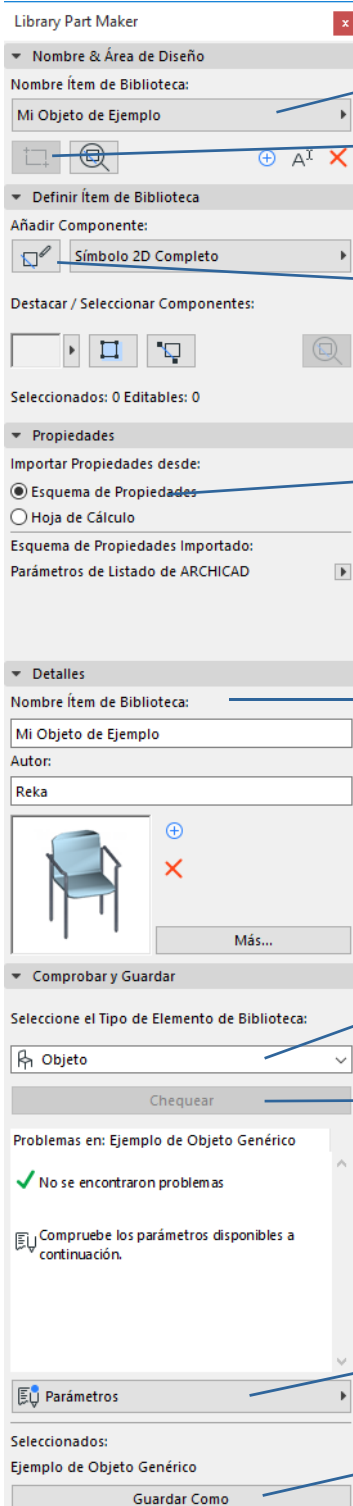 Library Part Maker
x
Nombre & Área de Diseño
Nombre Ítem de Biblioteca:
Mi Objeto de Ejemplo
Definir Ítem de Biblioteca
Añadir Componente:
Símbolo 2D Completo
Destacar / Seleccionar Componentes:
Seleccionados: 0 Editables: 0
Propiedades
Importar Propiedades desde:
Esquema de Propiedades
Hoja de Cálculo
Esquema de Propiedades Importado:
Parámetros de Listado de ARCHICAD
Detalles
Nombre Ítem de Biblioteca:
Mi Objeto de Ejemplo
Autor:
Reka
Más...
Comprobar y Guardar
Seleccione el Tipo de Elemento de Biblioteca:
Objeto
Chequear
Problemas en: Ejemplo de Objeto Genérico
No se encontraron problemas
Compruebe los parámetros disponibles a
continuación.
Parámetros
Seleccionados:
Ejemplo de Objeto Genérico
Guardar Como